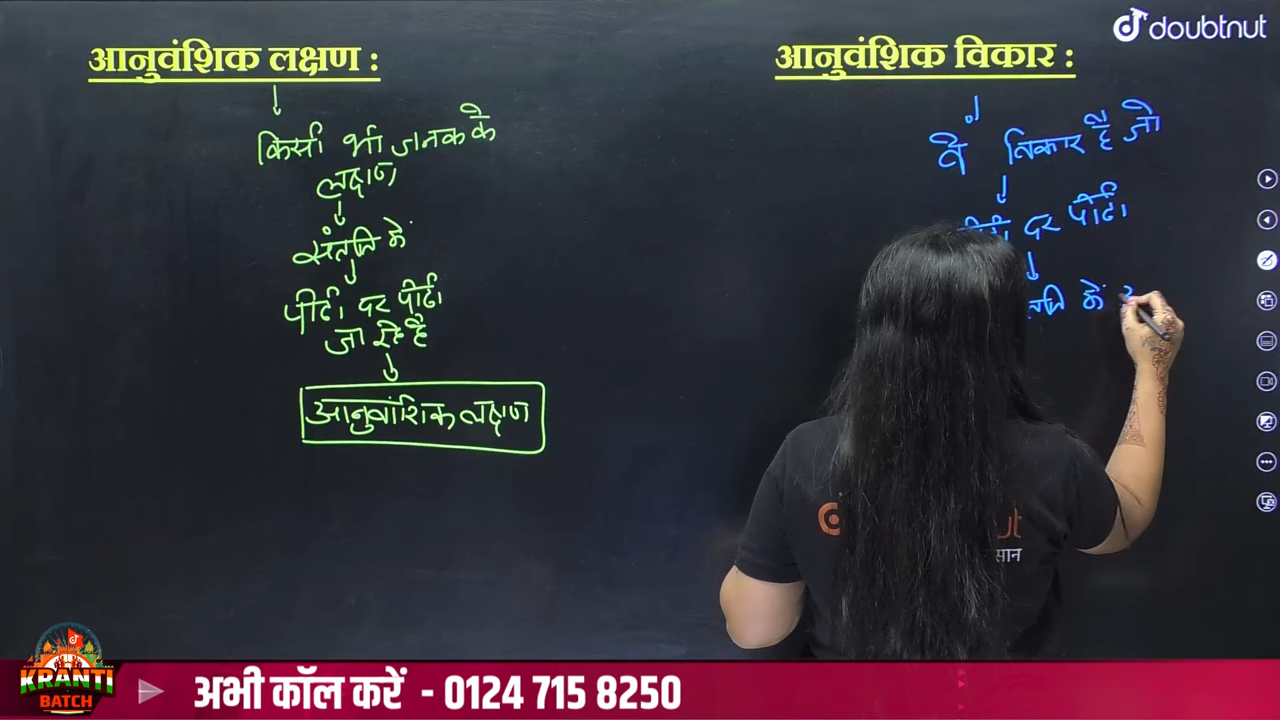 doubtnut
आनुवंशिक लक्षण :
किसी भी जनक के
लक्षण
संतति में
पीढी दर पीढी
जा रहे है
आनुवांशिक लक्षण
आनुवंशिक विकार :
वे विकार है जो
दर पीढी
में
सान
KRANTI
BATCH
अभी कॉल करें - 0124 715 8250